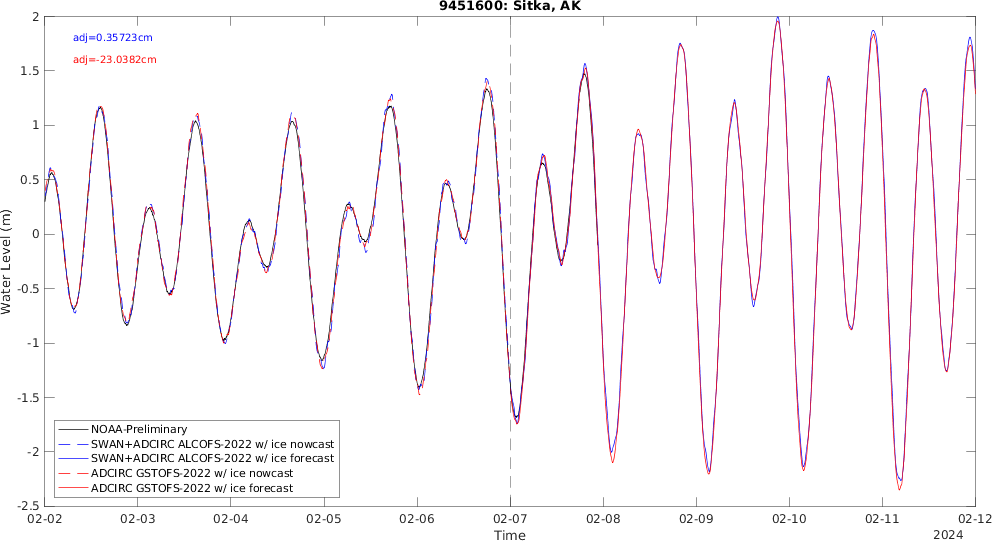 9451600: Sitka, AK
adj=0.35723cm
adj=-23.0382cm
2
1.5
1
0.5
0
-0.5
-1
-1.5
-2
-2.5
Water Level (m)
NOAA-Preliminary
SWAN+ADCIRC ALCOFS-2022 w/ ice nowcast
SWAN+ADCIRC ALCOFS-2022 w/ ice forecast
ADCIRC GSTOFS-2022 w/ ice nowcast
ADCIRC GSTOFS-2022 w/ ice forecast
02-02 02-03 02-04 02-05 02-06 02-07 02-08 02-09 02-10 02-11 02-12
Time
2024